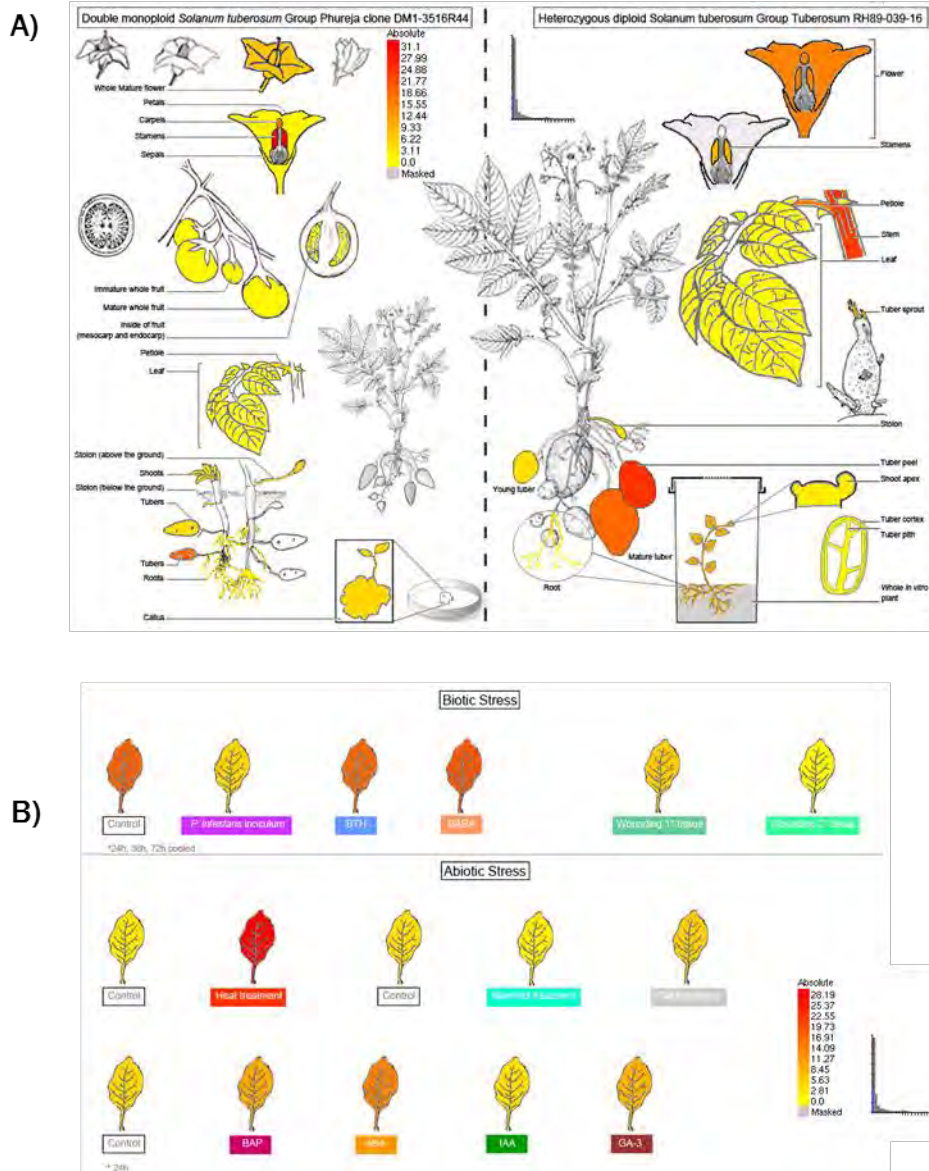 A)
Double monoploid Solanum tuberosum Group Phureja clone DM1-3516R44
Heterozygous diploid Solanum tuberosum Group Tuberosum RH89-039-16
Absolute
31.1
27.99
24.88
21.77
18.66
15.55
12.44
9.33
6.22
3.11
0.0
Masked
Whole Mature flower
Petals
Carpels
Stamens
Sepals
Immature whole fruit
Mature whole fruit
Inside of fruit
(mesocarp and endocarp)
Petiole
Leaf
Stolon (above the ground)
Shoots
Stolon (below the ground)
Tubers
Tubers
Roots
Callus
Flower
Stamens
Petiole
Stem
Leaf
Tuber sprout
Stolon
Tuber peel
Young tuber
Shoot apex
Tuber cortex
Tuber pith
Mature tuber
Root
Whole in vitro
plant
B)
Biotic Stress
Control
P. infestans inoculum
BTH
BABA
Wounding 1° tissue
Wounding 2° tissue
*24h, 36h, 72h pooled
Abiotic Stress
Control
Heat treatment
Control
treatment
Control
BAP
ABA
IAA
GA-3
* 24h
Absolute
28.19
25.37
22.55
19.73
16.91
14.09
11.27
8.45
5.63
2.81
0.0
Masked